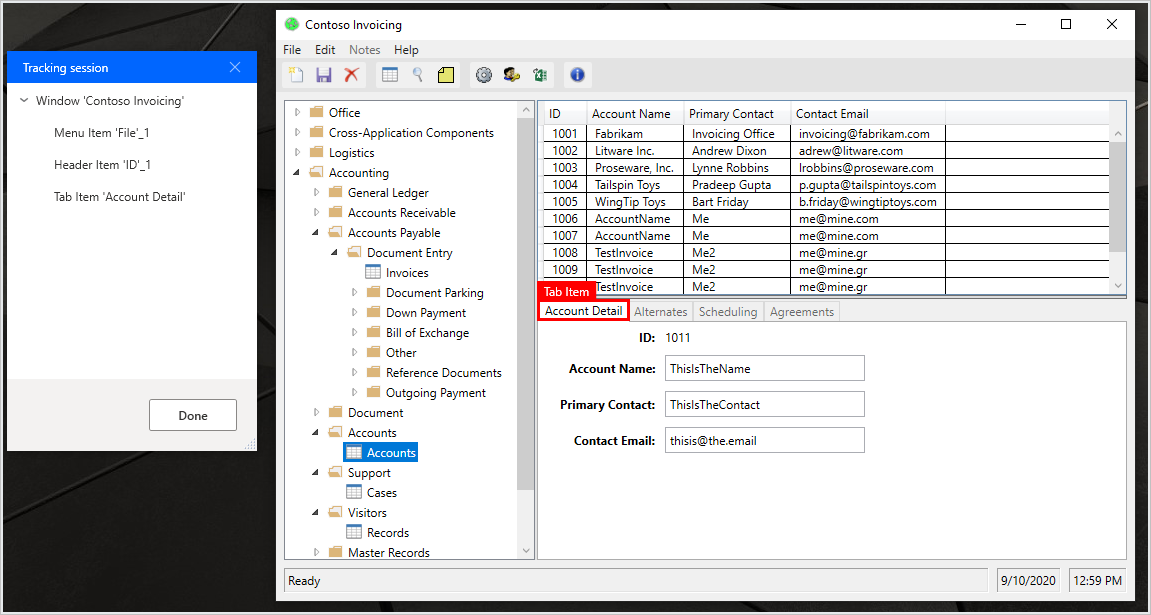 Tracking session
Window 'Contoso Invoicing'
Menu Item 'File'_1
Header Item 'ID'_1
Tab Item 'Account Detail'
Done
Contoso Invoicing
File Edit Notes Help
Office
Cross-Application Components
Logistics
Accounting
General Ledger
Accounts Receivable
Accounts Payable
Document Entry
Invoices
Document Parking
Down Payment
Bill of Exchange
Other
Reference Documents
Outgoing Payment
Document
Accounts
Accounts
Support
Cases
Visitors
Records
Master Records
ID Account Name Primary Contact Contact Email
1001 Fabrikam Invoicing Office invoicing@fabrikam.com
1002 Litware Inc. Andrew Dixon adrew@litware.com
1003 Proseware, Inc. Lynne Robbins lrobbins@proseware.com
1004 Tailspin Toys Pradeep Gupta p.gupta@tailspintoys.com
1005 WingTip Toys Bart Friday b.friday@wingtiptoys.com
1006 AccountName Me me@mine.com
1007 AccountName Me me@mine.com
1008 TestInvoice Me2 me@mine.gr
1009 TestInvoice Me2 me@mine.gr
estInvoice Me2 me@mine.gr
Tab Item
Account Detail Alternates Scheduling Agreements
ID: 1011
Account Name: ThisIsTheName
Primary Contact: ThisIsTheContact
Contact Email: thisis@the.email
Ready 9/10/2020 12:59 PM